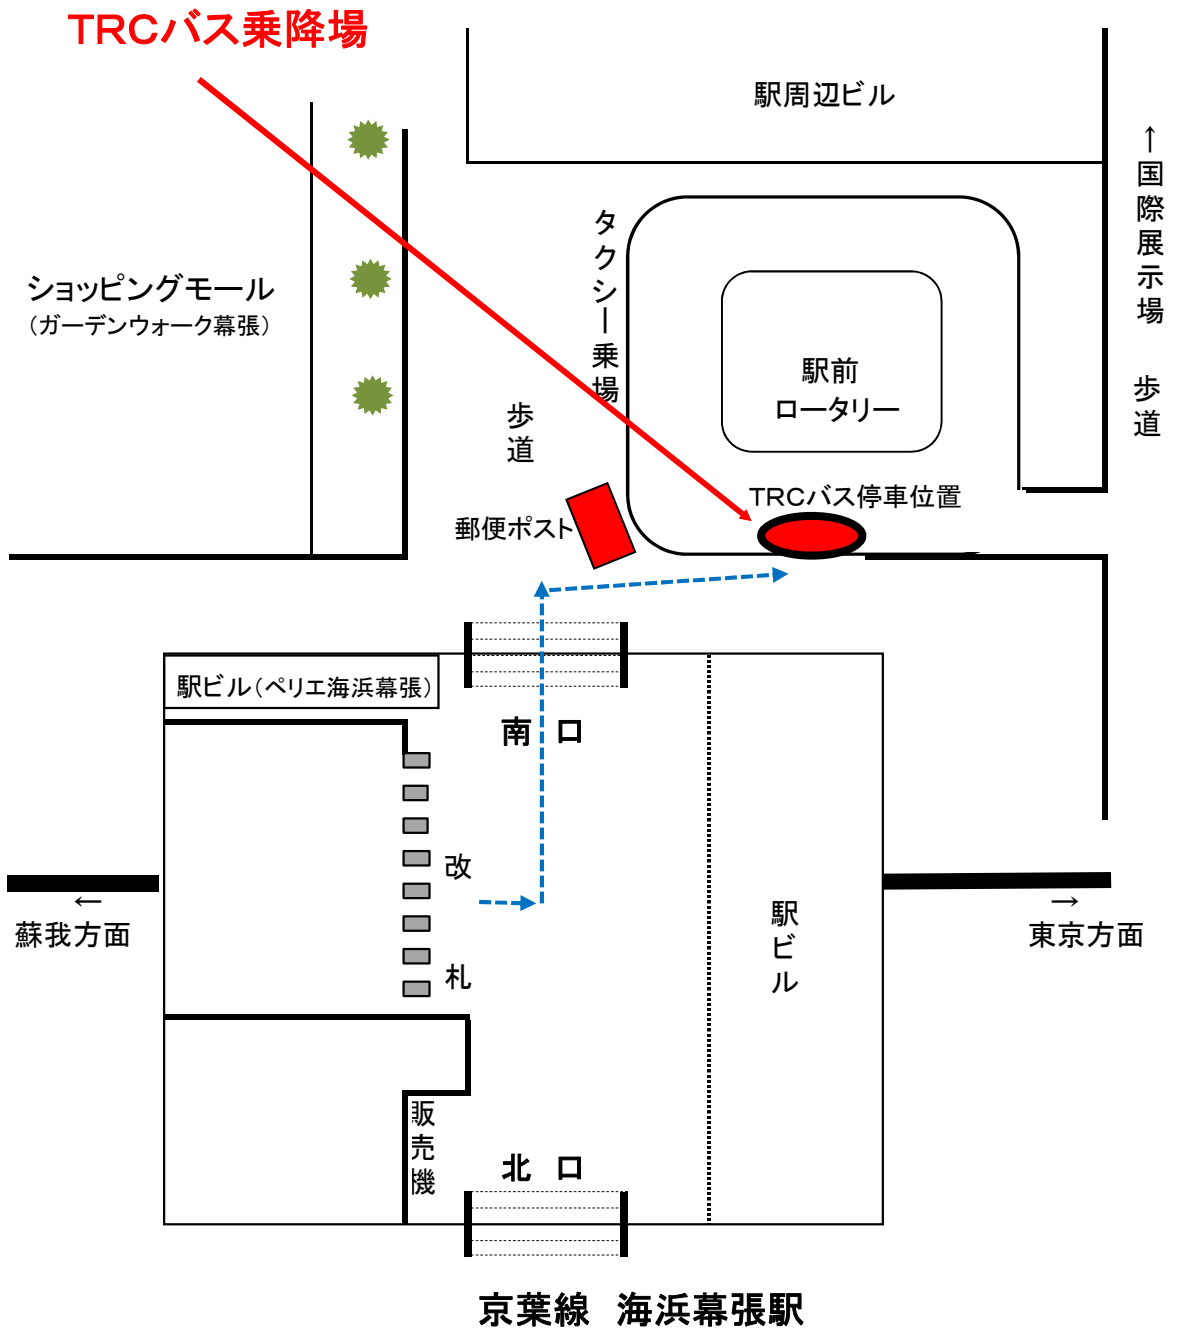 TRCバス乗降場
駅周辺ビル
↑国際展示場 歩道
タクシー乗場
ショッピングモール
（ガーデンウォーク幕張）
駅前
ロータリー
歩道
TRCバス停車位置
郵便ポスト
駅ビル（ペリエ海浜幕張）
南 口
改札
←
蘇我方面
駅ビル
→
東京方面
販売機
北 口
京葉線 海浜幕張駅